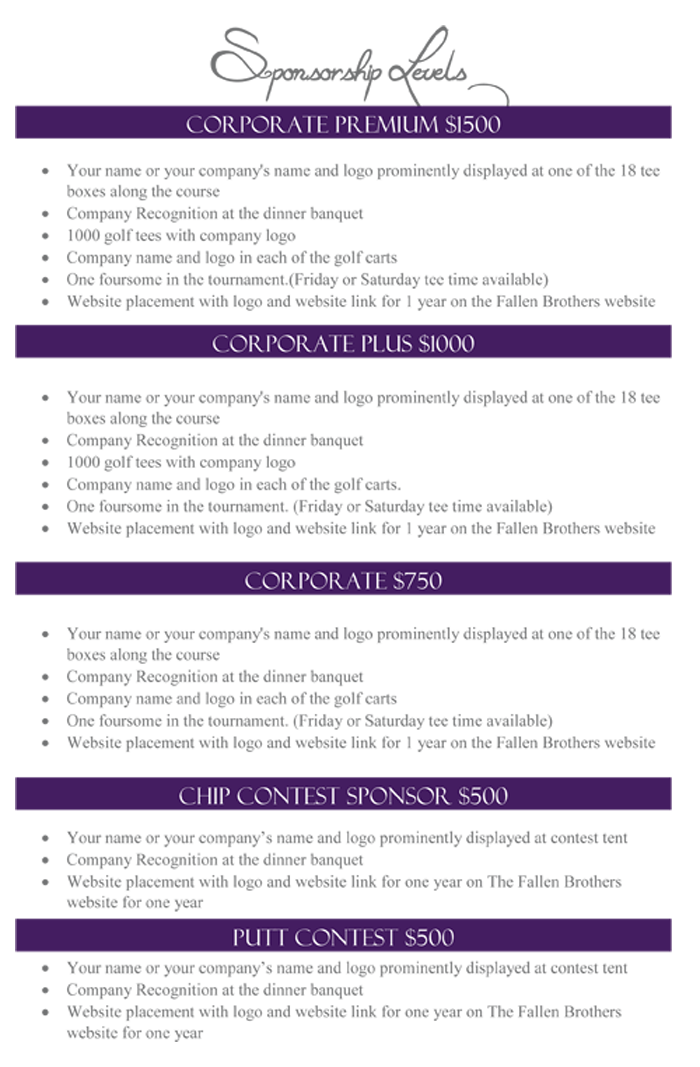 Sponsorship Levels
CORPORATE PREMIUM $1500
• Your name or your company's name and logo prominently displayed at one of the 18 tee
boxes along the course
• Company Recognition at the dinner banquet
• 1000 golf tees with company logo
• Company name and logo in each of the golf carts
• One foursome in the tournament.(Friday or Saturday tee time available)
• Website placement with logo and website link for 1 year on the Fallen Brothers website
CORPORATE PLUS $1000
• Your name or your company's name and logo prominently displayed at one of the 18 tee
boxes along the course
• Company Recognition at the dinner banquet
• 1000 golf tees with company logo
• Company name and logo in each of the golf carts.
• One foursome in the tournament. (Friday or Saturday tee time available)
• Website placement with logo and website link for 1 year on the Fallen Brothers website
CORPORATE $750
• Your name or your company's name and logo prominently displayed at one of the 18 tee
boxes along the course
• Company Recognition at the dinner banquet
• Company name and logo in each of the golf carts
• One foursome in the tournament. (Friday or Saturday tee time available)
• Website placement with logo and website link for 1 year on the Fallen Brothers website
CHIP CONTEST SPONSOR $500
• Your name or your company’s name and logo prominently displayed at contest tent
• Company Recognition at the dinner banquet
• Website placement with logo and website link for one year on The Fallen Brothers
website for one year
PUTT CONTEST $500
• Your name or your company’s name and logo prominently displayed at contest tent
• Company Recognition at the dinner banquet
• Website placement with logo and website link for one year on The Fallen Brothers
website for one year